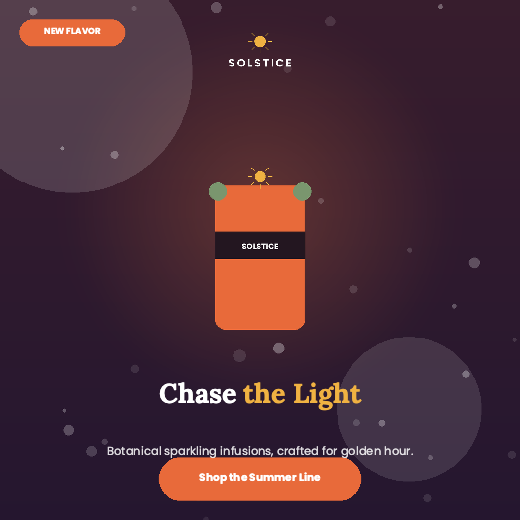 NEW FLAVOR
SOLSTICE
SOLSTICE
Chase the Light
Botanical sparkling infusions, crafted for golden hour.
Shop the Summer Line